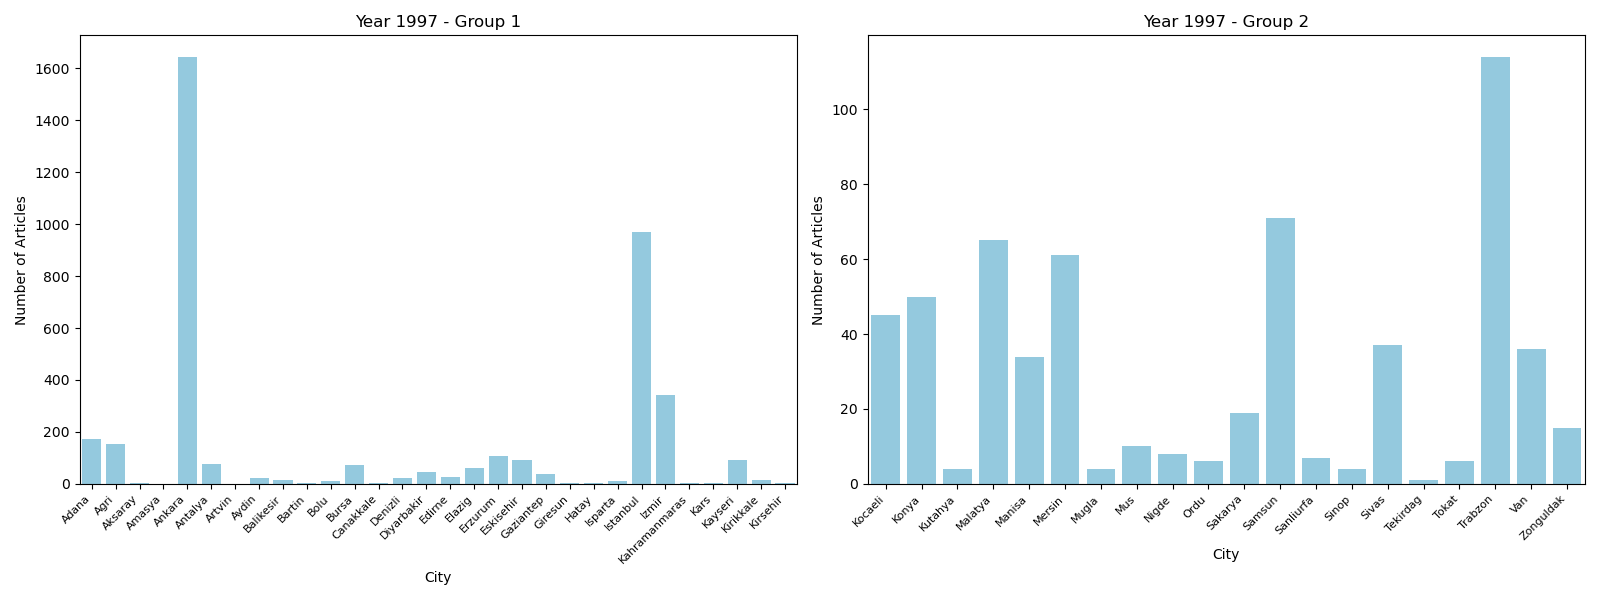 Year 1997 - Group 1
Number of Articles
1600
1400
1200
1000
800
600
400
200
0
Adana
Agri
Aksaray
Amasya
Ankara
Antalya
Artvin
Aydin
Balikesir
Bartin
Bolu
Bursa
Canakkale
Denizli
Diyarbakir
Edirne
Elazig
Erzurum
Eskisehir
Gaziantep
Giresun
Hatay
Isparta
Istanbul
Izmir
Kahramanmaras
Kars
Kayseri
Kirikkale
Kirsehir
City
Year 1997 - Group 2
Number of Articles
100
80
60
40
20
0
Kocaeli
Konya
Kutahya
Malatya
Manisa
Mersin
Mugla
Mus
Nigde
Ordu
Sakarya
Samsun
Sanliurfa
Sinop
Sivas
Tekirdag
Tokat
Trabzon
Van
Zonguldak
City